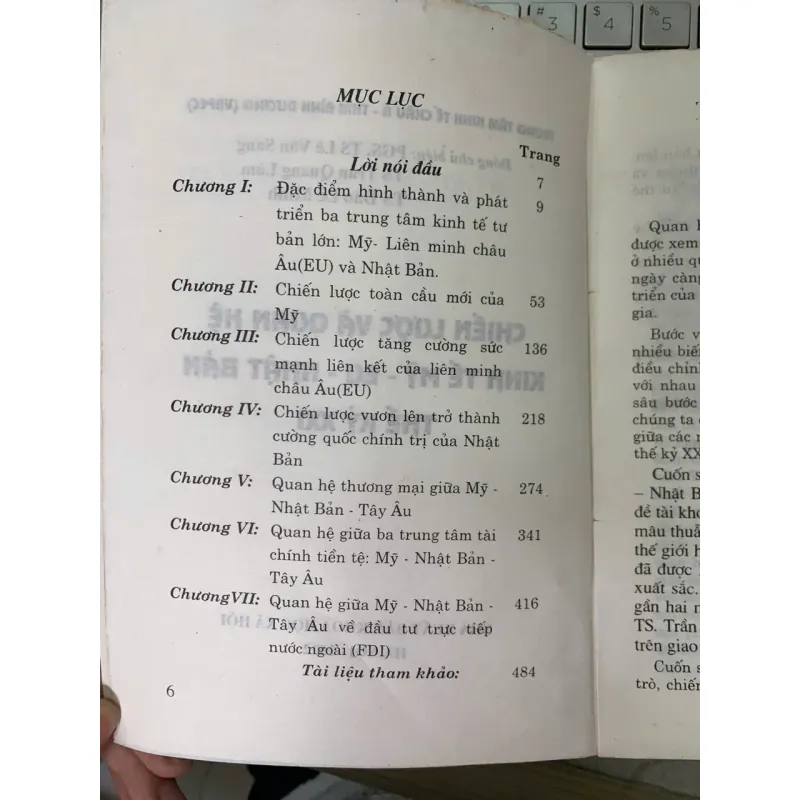 # 3
$ 4
% 5
MỤC LỤC
Trang
Lời nói đầu 7
Chương I: Đặc điểm hình thành và phát 9
triển ba trung tâm kinh tế tư
bản lớn: Mỹ- Liên minh châu
Âu(EU) và Nhật Bản.
Chương II: Chiến lược toàn cầu mới của 53
Mỹ
Chương III: Chiến lược tăng cường sức 136
mạnh liên kết của liên minh
châu Âu(EU)
Chương IV: Chiến lược vươn lên trở thành 218
cường quốc chính trị của Nhật
Bản
Chương V: Quan hệ thương mại giữa Mỹ - 274
Nhật Bản - Tây Âu
Chương VI: Quan hệ giữa ba trung tâm tài 341
chính tiền tệ: Mỹ - Nhật Bản -
Tây Âu
ChươngVII: Quan hệ giữa Mỹ - Nhật Bản - 416
Tây Âu về đầu tư trực tiếp
nước ngoài (FDI)
Tài liệu tham khảo: 484
6
Quan
được xem
ở nhiều
ngày càng
triển của
gia.
Bước
nhiều
điều chỉnh
với nhau
sâu bước
chúng ta
giữa các
thế kỷ
Cuốn
– Nhật
đề tài
mâu
thế giới
đã được
xuất sắc.
gần hai
TS. Trần
trên giao
Cuốn
trò,